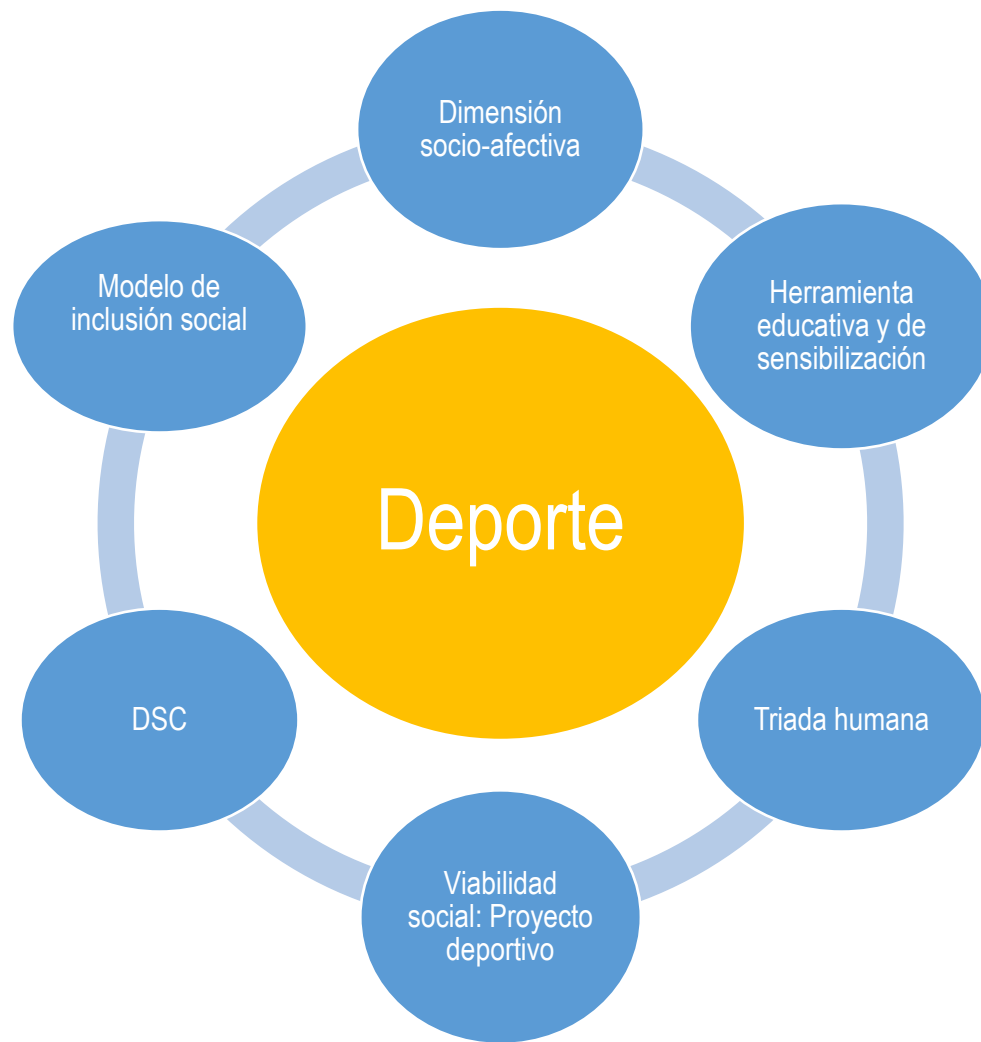 Dimensión
socio-afectiva
Herramienta
educativa y de
sensibilización
Triada humana
Viabilidad
social: Proyecto
deportivo
DSC
Modelo de
inclusión social
Deporte